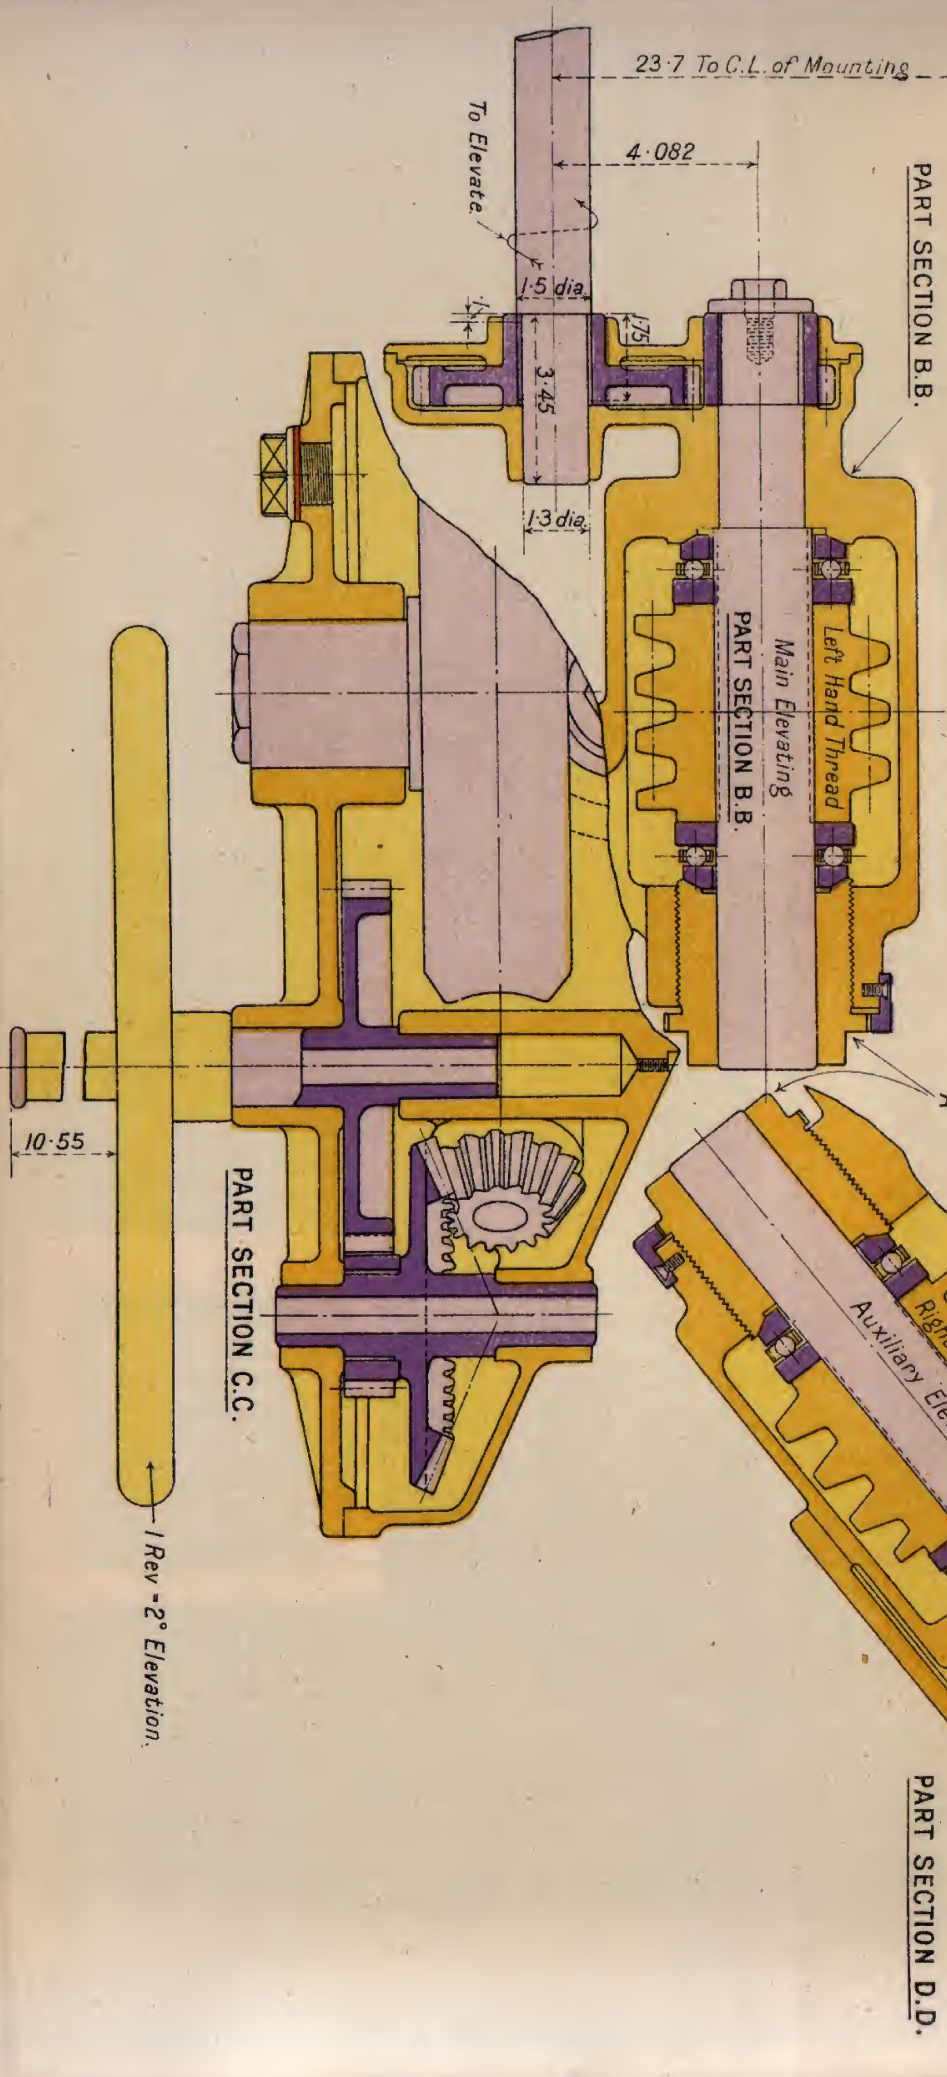 23·7 To C.L. of Mounting
4·082
To Elevate.
PART SECTION B.B.
1·5 dia.
·1
1·75
3·45
1·3 dia.
Left Hand Thread
Main Elevating
PART SECTION B.B.
A
10·55
PART SECTION C.C.
Auxiliary
1 Rev = 2° Elevation.
PART SECTION D.D.